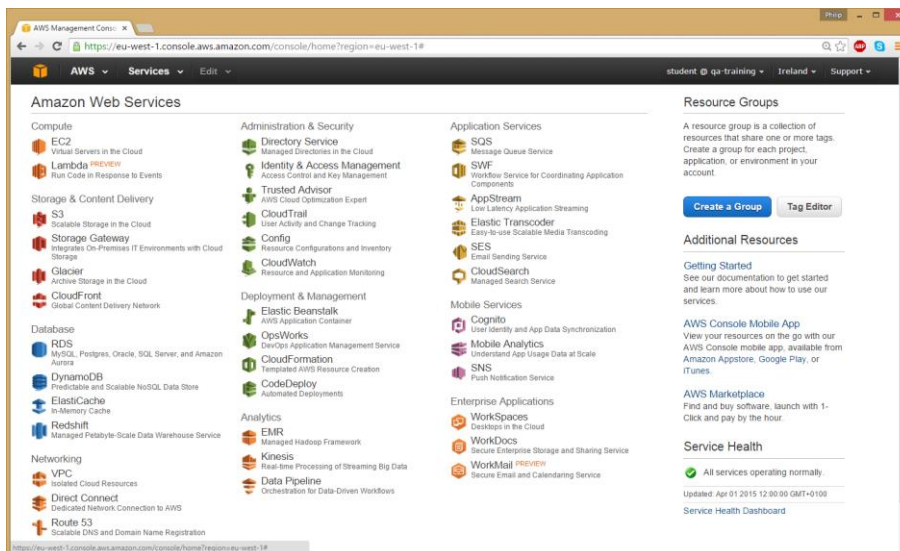 Philip
AWS Management Conso
https://eu-west-1.console.aws.amazon.com/console/home?region=eu-west-1#
AWS Services Edit student @ qa-training Ireland Support
Amazon Web Services
Compute
EC2
Virtual Servers in the Cloud
Lambda PREVIEW
Run Code in Response to Events
Storage & Content Delivery
S3
Scalable Storage in the Cloud
Storage Gateway
Integrates On-Premises IT Environments with Cloud
Storage
Glacier
Archive Storage in the Cloud
CloudFront
Global Content Delivery Network
Database
RDS
MySQL, Postgres, Oracle, SQL Server, and Amazon
Aurora
DynamoDB
Predictable and Scalable NoSQL Data Store
ElastiCache
In-Memory Cache
Redshift
Managed Petabyte-Scale Data Warehouse Service
Networking
VPC
Isolated Cloud Resources
Direct Connect
Dedicated Network Connection to AWS
Route 53
Scalable DNS and Domain Name Registration
Administration & Security
Directory Service
Managed Directories in the Cloud
Identity & Access Management
Access Control and Key Management
Trusted Advisor
AWS Cloud Optimization Expert
CloudTrail
User Activity and Change Tracking
Config
Resource Configurations and Inventory
CloudWatch
Resource and Application Monitoring
Deployment & Management
Elastic Beanstalk
AWS Application Container
OpsWorks
DevOps Application Management Service
CloudFormation
Templated AWS Resource Creation
CodeDeploy
Automated Deployments
Analytics
EMR
Managed Hadoop Framework
Kinesis
Real-time Processing of Streaming Big Data
Data Pipeline
Orchestration for Data-Driven Workflows
Application Services
SQS
Message Queue Service
SWF
Workflow Service for Coordinating Application
Components
AppStream
Low Latency Application Streaming
Elastic Transcoder
Easy-to-use Scalable Media Transcoding
SES
Email Sending Service
CloudSearch
Managed Search Service
Mobile Services
Cognito
User Identity and App Data Synchronization
Mobile Analytics
Understand App Usage Data at Scale
SNS
Push Notification Service
Enterprise Applications
WorkSpaces
Desktops in the Cloud
WorkDocs
Secure Enterprise Storage and Sharing Service
WorkMail PREVIEW
Secure Email and Calendaring Service
Resource Groups
A resource group is a collection of
resources that share one or more tags.
Create a group for each project,
application, or environment in your
account.
Create a Group Tag Editor
Additional Resources
Getting Started
See our documentation to get started
and learn more about how to use our
services.
AWS Console Mobile App
View your resources on the go with our
AWS Console mobile app, available from
Amazon Appstore, Google Play, or
iTunes.
AWS Marketplace
Find and buy software, launch with 1-
Click and pay by the hour.
Service Health
All services operating normally.
Updated: Apr 01 2015 12:00:00 GMT+0100
Service Health Dashboard
https://eu-west-1.console.aws.amazon.com/console/home?region=eu-west-1#